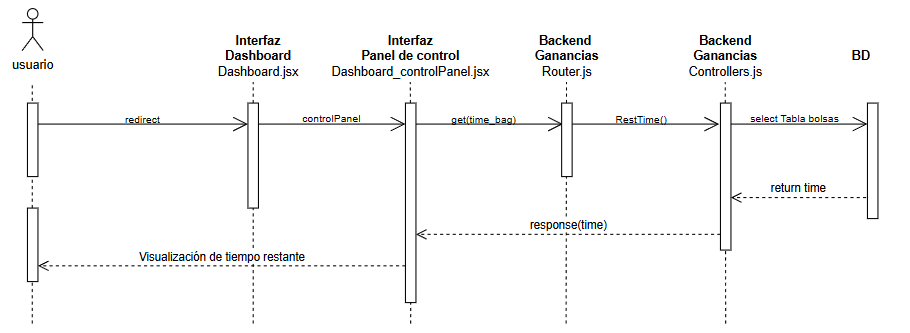 usuario
Interfaz
Dashboard
Dashboard.jsx
Interfaz
Panel de control
Dashboard_controlPanel.jsx
Backend
Ganancias
Router.js
Backend
Ganancias
Controllers.js
BD
redirect
controlPanel
get(time_bag)
RestTime()
select Tabla bolsas
return time
response(time)
Visualización de tiempo restante